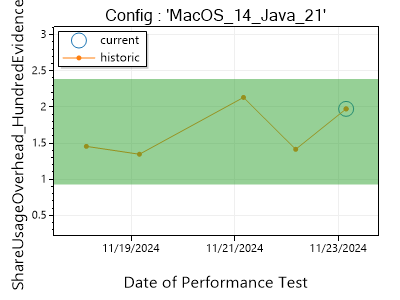 Config : 'MacOS_14_Java_21'
current
historic
3
2.5
2
1.5
1
0.5
ShareUsageOverhead_HundredEvidence
11/19/2024
11/21/2024
11/23/2024
Date of Performance Test